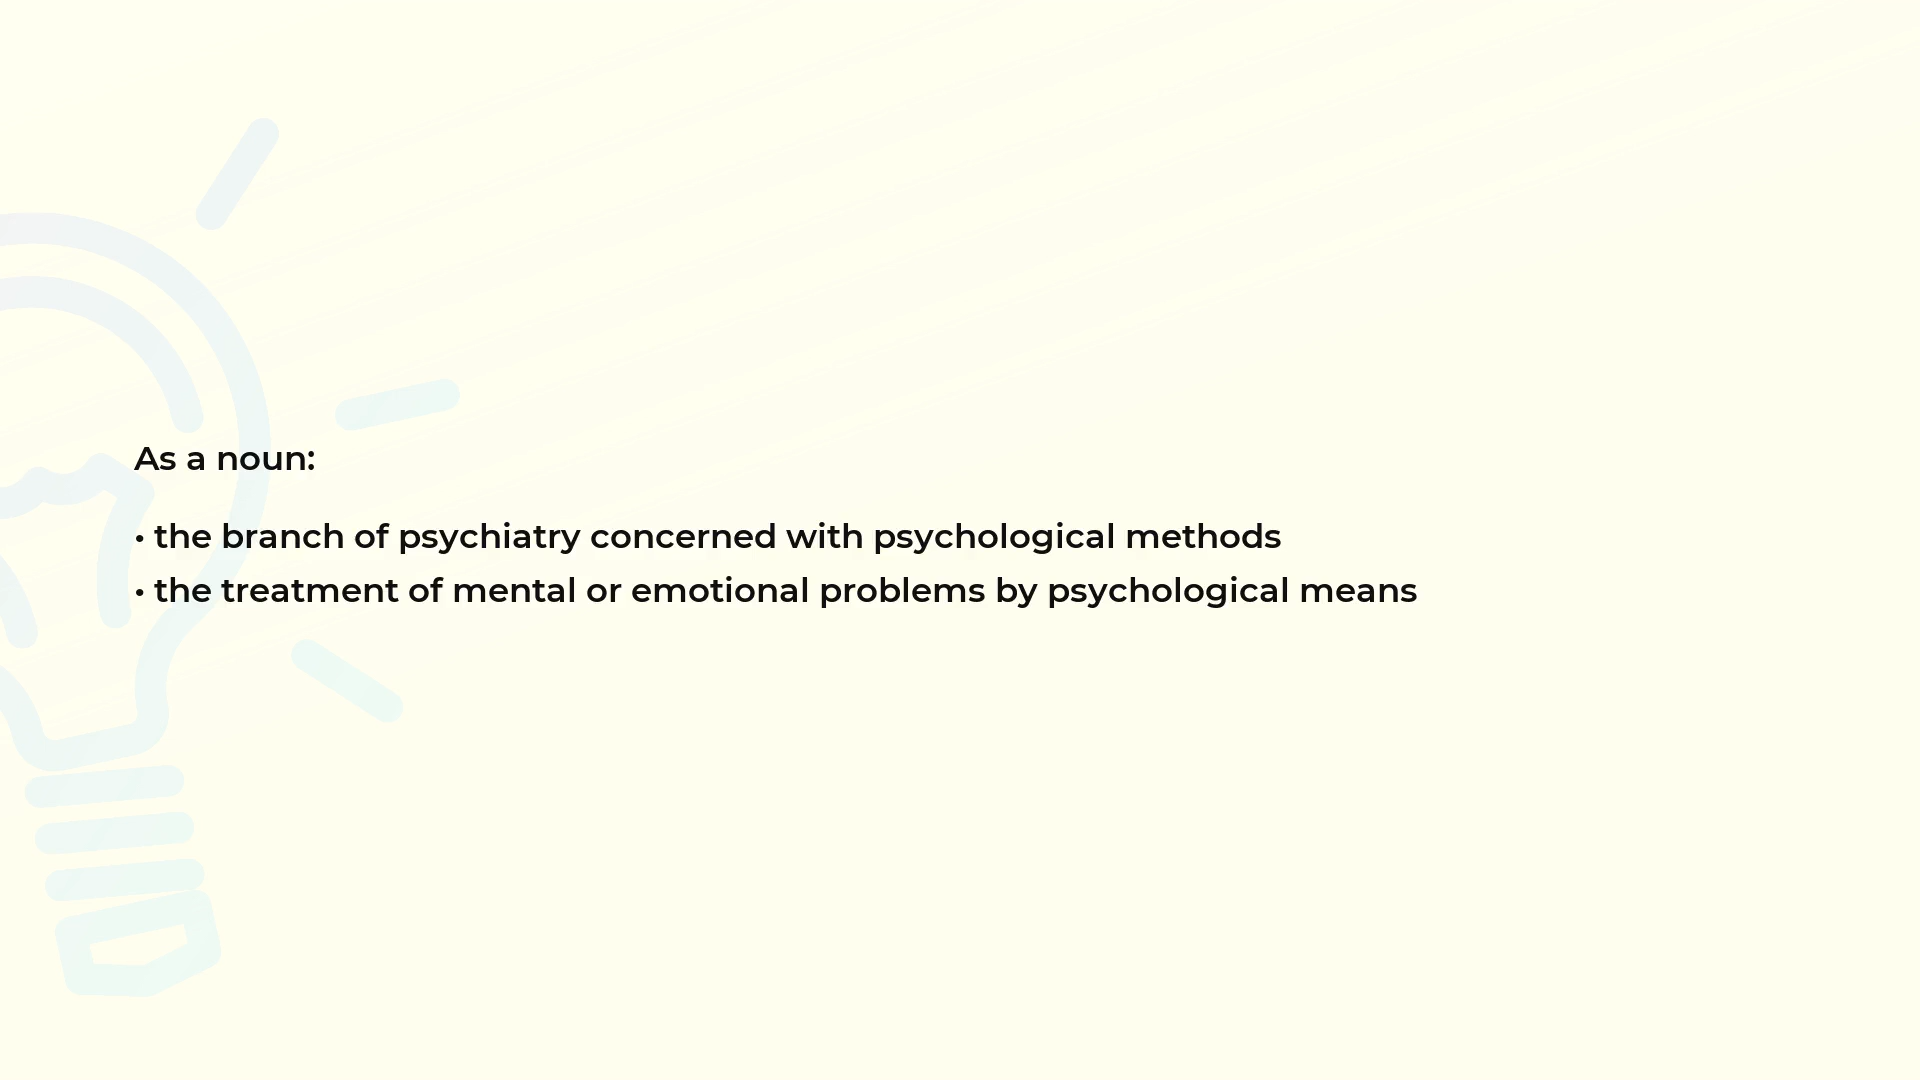 As a noun:
• the branch of psychiatry concerned with psychological methods
• the treatment of mental or emotional problems by psychological means